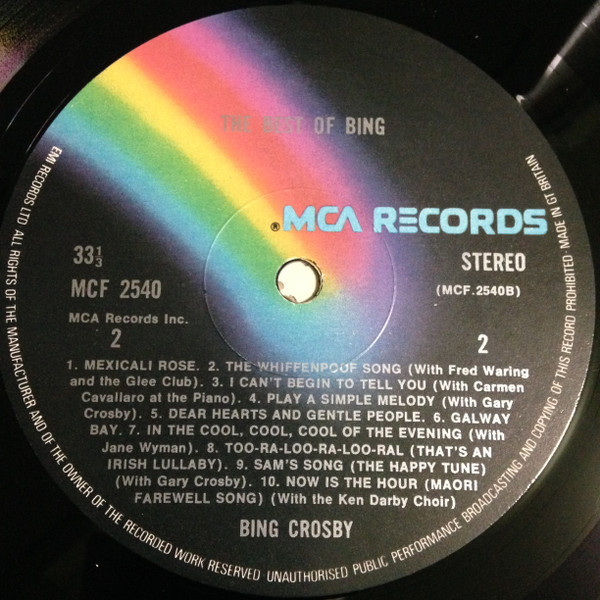 THE BEST OF BING
® MCA RECORDS
33⅓
STEREO
MCF 2540
(MCF.2540B)
MCA Records Inc.
2
2
1. MEXICALI ROSE. 2. THE WHIFFENPOOF SONG (With Fred Waring
and the Glee Club). 3. I CAN'T BEGIN TO TELL YOU (With Carmen
Cavallaro at the Piano). 4. PLAY A SIMPLE MELODY (With Gary
Crosby). 5. DEAR HEARTS AND GENTLE PEOPLE. 6. GALWAY
BAY. 7. IN THE COOL, COOL, COOL OF THE EVENING (With
Jane Wyman). 8. TOO-RA-LOO-RA-LOO-RAL (THAT'S AN
IRISH LULLABY). 9. SAM'S SONG (THE HAPPY TUNE)
(With Gary Crosby). 10. NOW IS THE HOUR (MAORI
FAREWELL SONG) (With the Ken Darby Choir)
BING CROSBY
EMI RECORDS LTD ALL RIGHTS OF THE MANUFACTURER AND OF THE OWNER OF THE RECORDED WORK RESERVED UNAUTHORISED PUBLIC PERFORMANCE BROADCASTING AND COPYING OF THIS RECORD PROHIBITED MADE IN GT BRITAIN